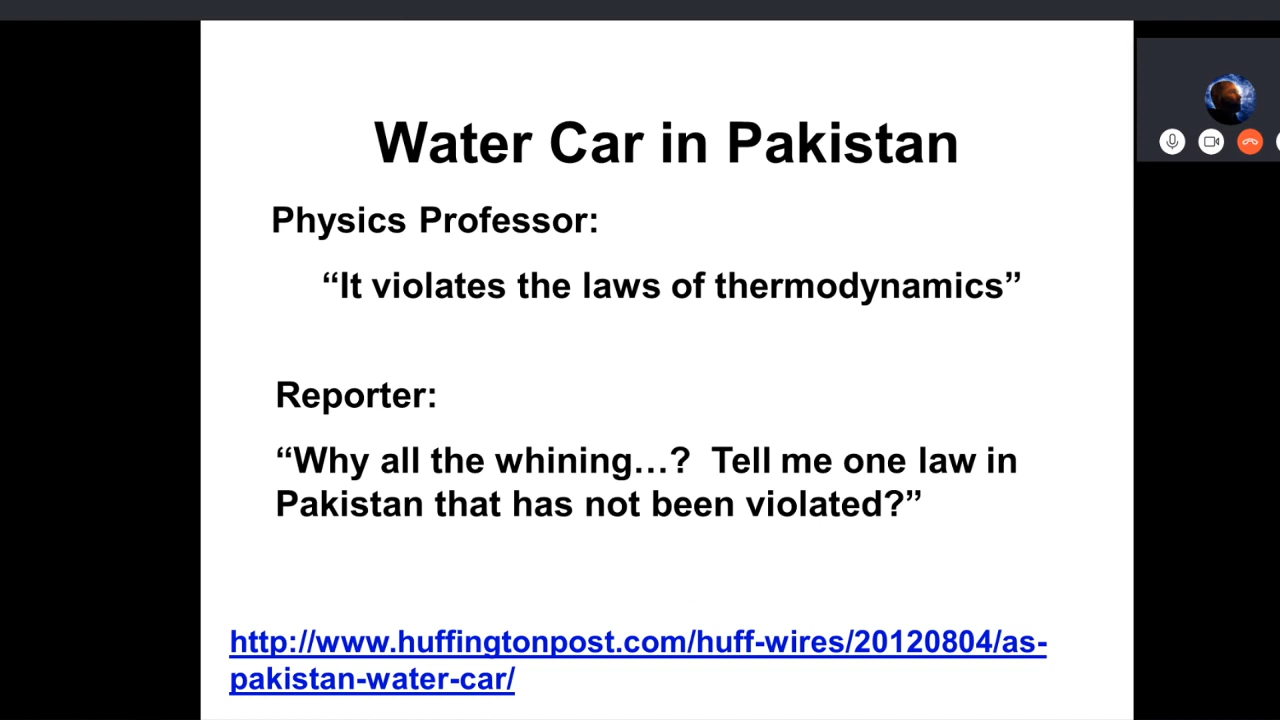 Water Car in Pakistan
Physics Professor:
“It violates the laws of thermodynamics”
Reporter:
“Why all the whining…?  Tell me one law in
Pakistan that has not been violated?”
http://www.huffingtonpost.com/huff-wires/20120804/as-
pakistan-water-car/